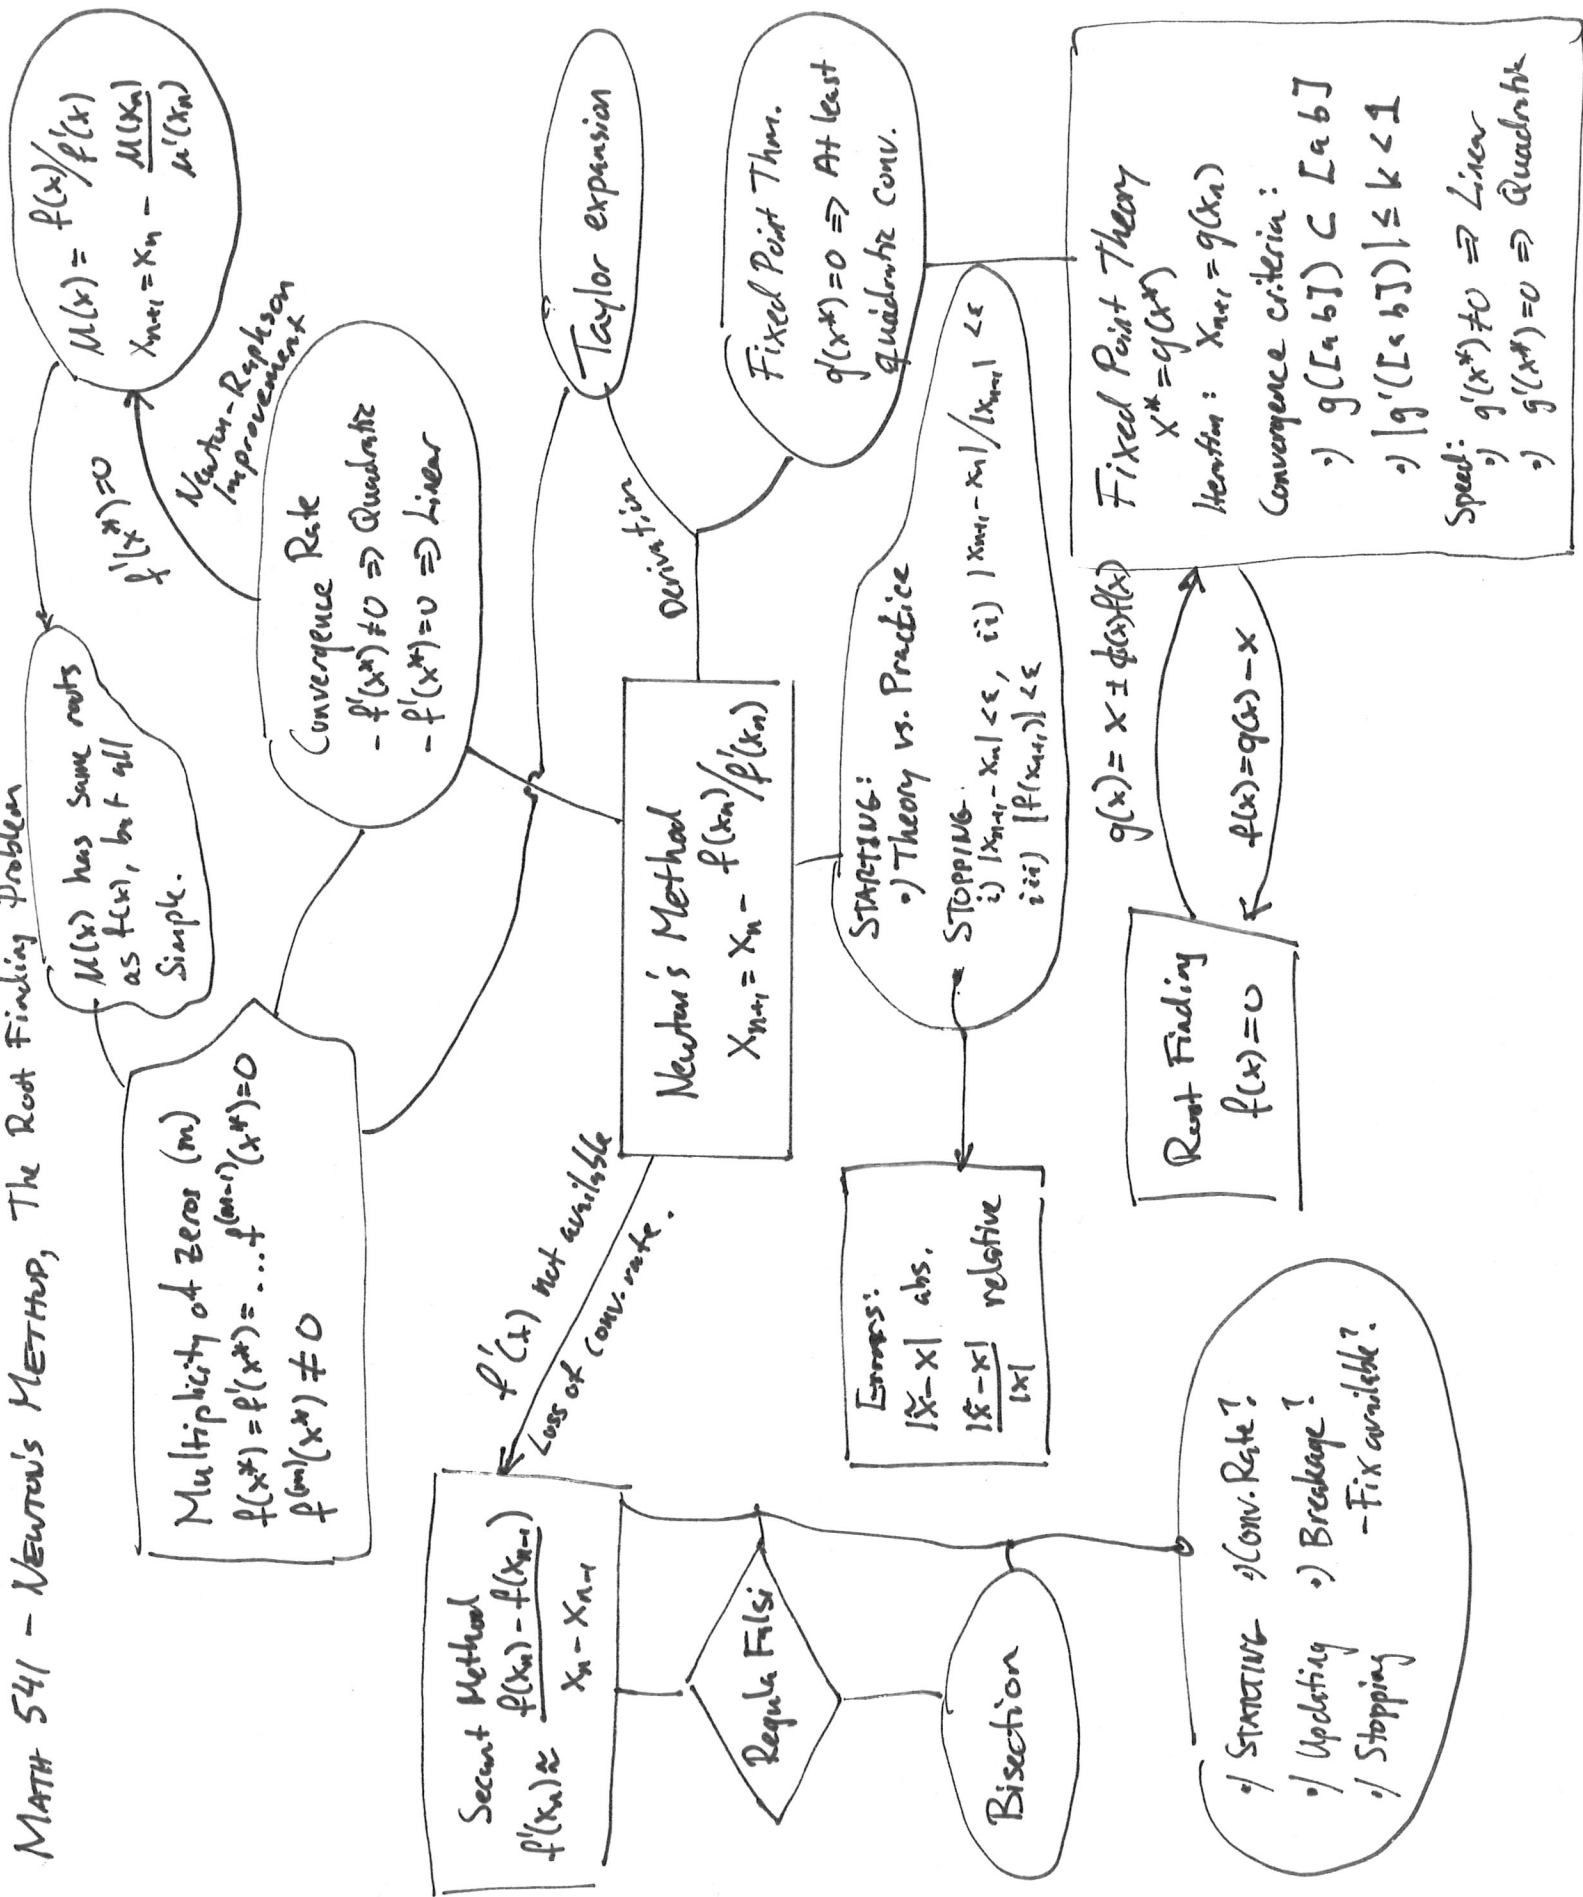 MATH 541 - NEWTON'S METHOD, The Root Finding Problem
Multiplicity of zeros (m)
f(x*) = f'(x*) = .... f^(m-1)(x*)=0
f^(m)(x*) ≠ 0
μ(x) has same roots
as f(x), but all
simple.
f'(x*)=0
μ(x) = f(x)/f'(x)
x_{n+1} = x_n - μ(x_n)/μ'(x_n)
Newton-Raphson
Improvement
Convergence Rate
- f'(x*) ≠ 0 ⇒ Quadratic
- f'(x*) = 0 ⇒ Linear
Secant Method
f'(x_n) ≈ f(x_n) - f(x_{n-1})
x_n - x_{n-1}
f'(x) not available
Loss of conv. rate.
Newton's Method
x_{n+1} = x_n - f(x_n)/f'(x_n)
Derivation
Taylor expansion
Fixed Point Thm.
g'(x*)=0 ⇒ At least
quadratic conv.
Regula Falsi
Bisection
Errors:
|x̃-x| abs.
|x̃-x|/|x| relative
STARTING:
•) Theory vs. Practice
STOPPING:
i) |x_{n+1} - x_n| < ε, ii) |x_{n+1} - x_n| / |x_{n+1}| < ε
iii) |f(x_{n+1})| < ε
•) STARTING •) Conv. Rate?
•) Updating •) Breakage?
•) Stopping - Fix available?
Root Finding
f(x)=0
g(x) = x ± φ(x)f(x)
f(x)=g(x)-x
Fixed Point Theory
x* = g(x*)
Iteration: x_{n+1} = g(x_n)
Convergence criteria:
•) g([a b]) ⊂ [a b]
•) |g'([a b])| ≤ k < 1
Speed:
•) g'(x*) ≠ 0 ⇒ Linear
•) g'(x*) = 0 ⇒ Quadratic